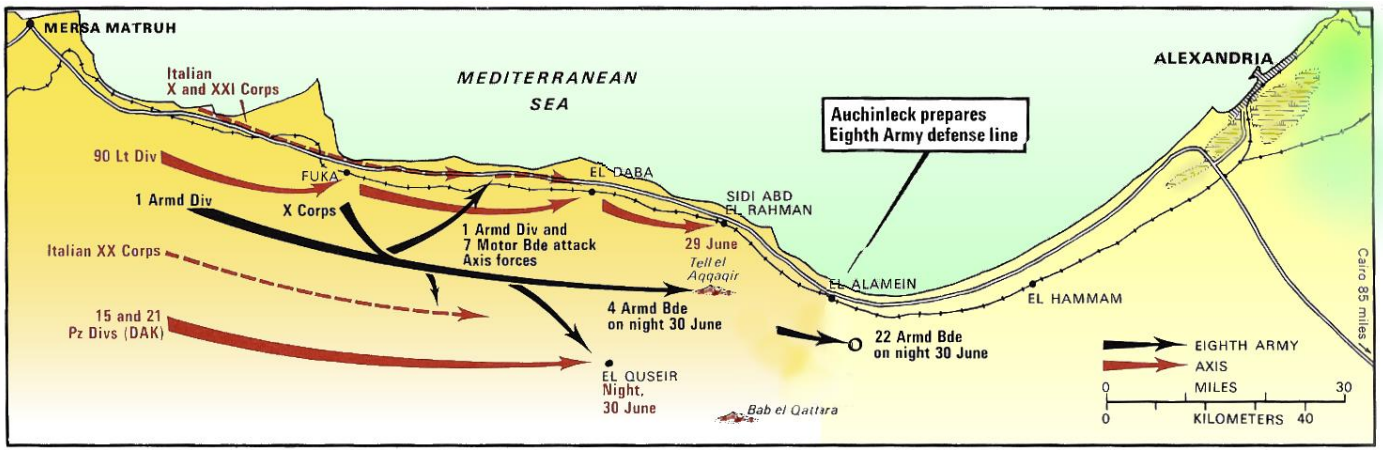 MERSA MATRUH
Italian
X and XXI Corps
MEDITERRANEAN
SEA
ALEXANDRIA
Auchinleck prepares
Eighth Army defense line
90 Lt Div
FUKA
EL DABA
1 Armd Div
X Corps
SIDI ABD
EL RAHMAN
1 Armd Div and
7 Motor Bde attack
Axis forces
29 June
Italian XX Corps
Tell el
Aqqaqir
EL ALAMEIN
EL HAMMAM
Cairo 85 miles
15 and 21
Pz Divs (DAK)
4 Armd Bde
on night 30 June
22 Armd Bde
on night 30 June
EL QUSEIR
Night,
30 June
Bab el Qattara
EIGHTH ARMY
AXIS
0 MILES 30
0 KILOMETERS 40